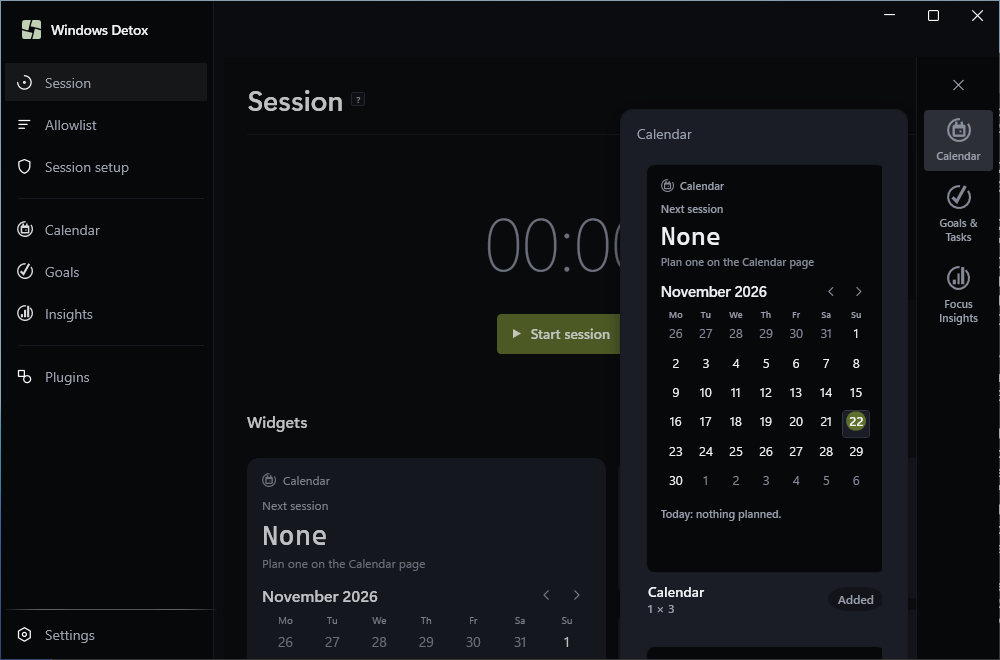 Windows Detox
Session
Allowlist
Session setup
Calendar
Goals
Insights
Plugins
Settings
Session ?
00:00
Start session
Widgets
Calendar
Next session
None
Plan one on the Calendar page
November 2026
Mo Tu We Th Fr Sa Su
26 27 28 29 30 31 1
Calendar
Calendar
Next session
None
Plan one on the Calendar page
November 2026
Mo Tu We Th Fr Sa Su
26 27 28 29 30 31 1
2 3 4 5 6 7 8
9 10 11 12 13 14 15
16 17 18 19 20 21 22
23 24 25 26 27 28 29
30 1 2 3 4 5 6
Today: nothing planned.
Calendar
1 × 3
Added
Calendar
Goals &
Tasks
Focus
Insights